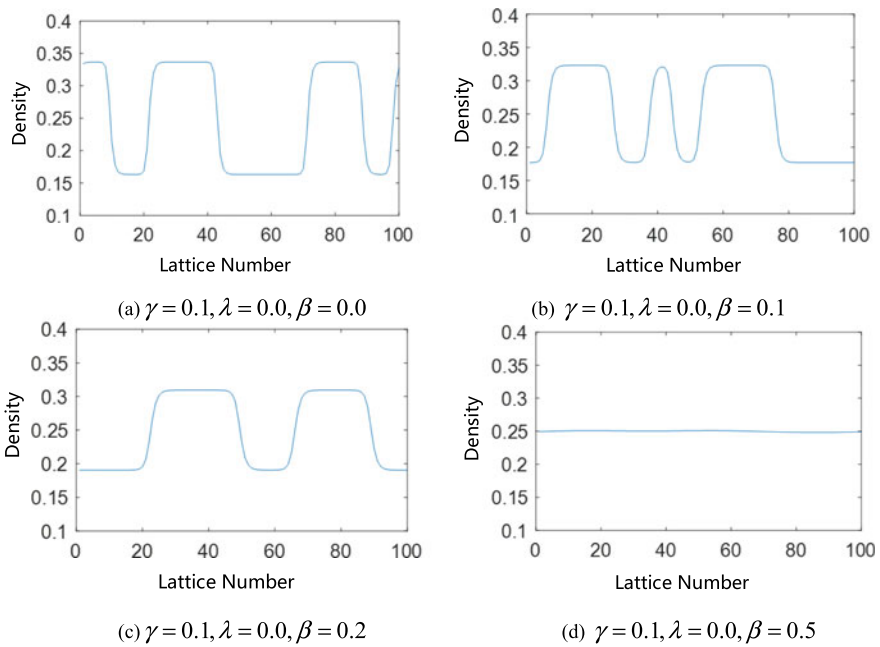 0.4
0.35
0.3
0.25
0.2
0.15
0.1
Density
0 20 40 60 80 100
Lattice Number
(a) γ = 0.1, λ = 0.0, β = 0.0
0.4
0.35
0.3
0.25
0.2
0.15
0.1
Density
0 20 40 60 80 100
Lattice Number
(b) γ = 0.1, λ = 0.0, β = 0.1
0.4
0.35
0.3
0.25
0.2
0.15
0.1
Density
0 20 40 60 80 100
Lattice Number
(c) γ = 0.1, λ = 0.0, β = 0.2
0.4
0.35
0.3
0.25
0.2
0.15
0.1
Density
0 20 40 60 80 100
Lattice Number
(d) γ = 0.1, λ = 0.0, β = 0.5